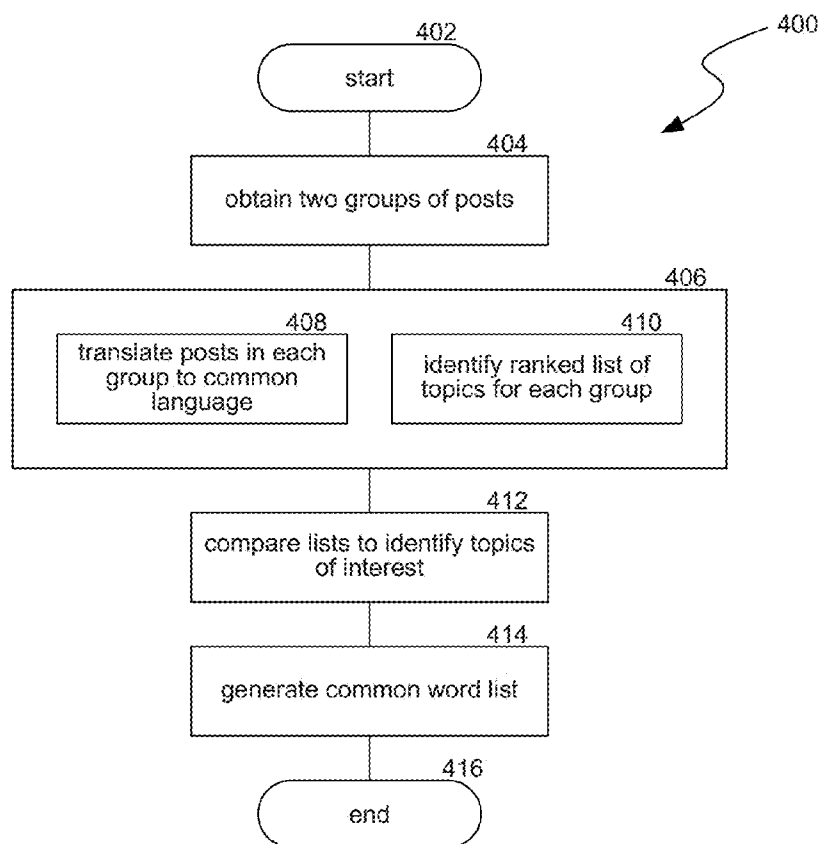 402
400
start
404
obtain two groups of posts
406
408
translate posts in each
group to common
language
410
identify ranked list of
topics for each group
412
compare lists to identify topics
of interest
414
generate common word list
416
end